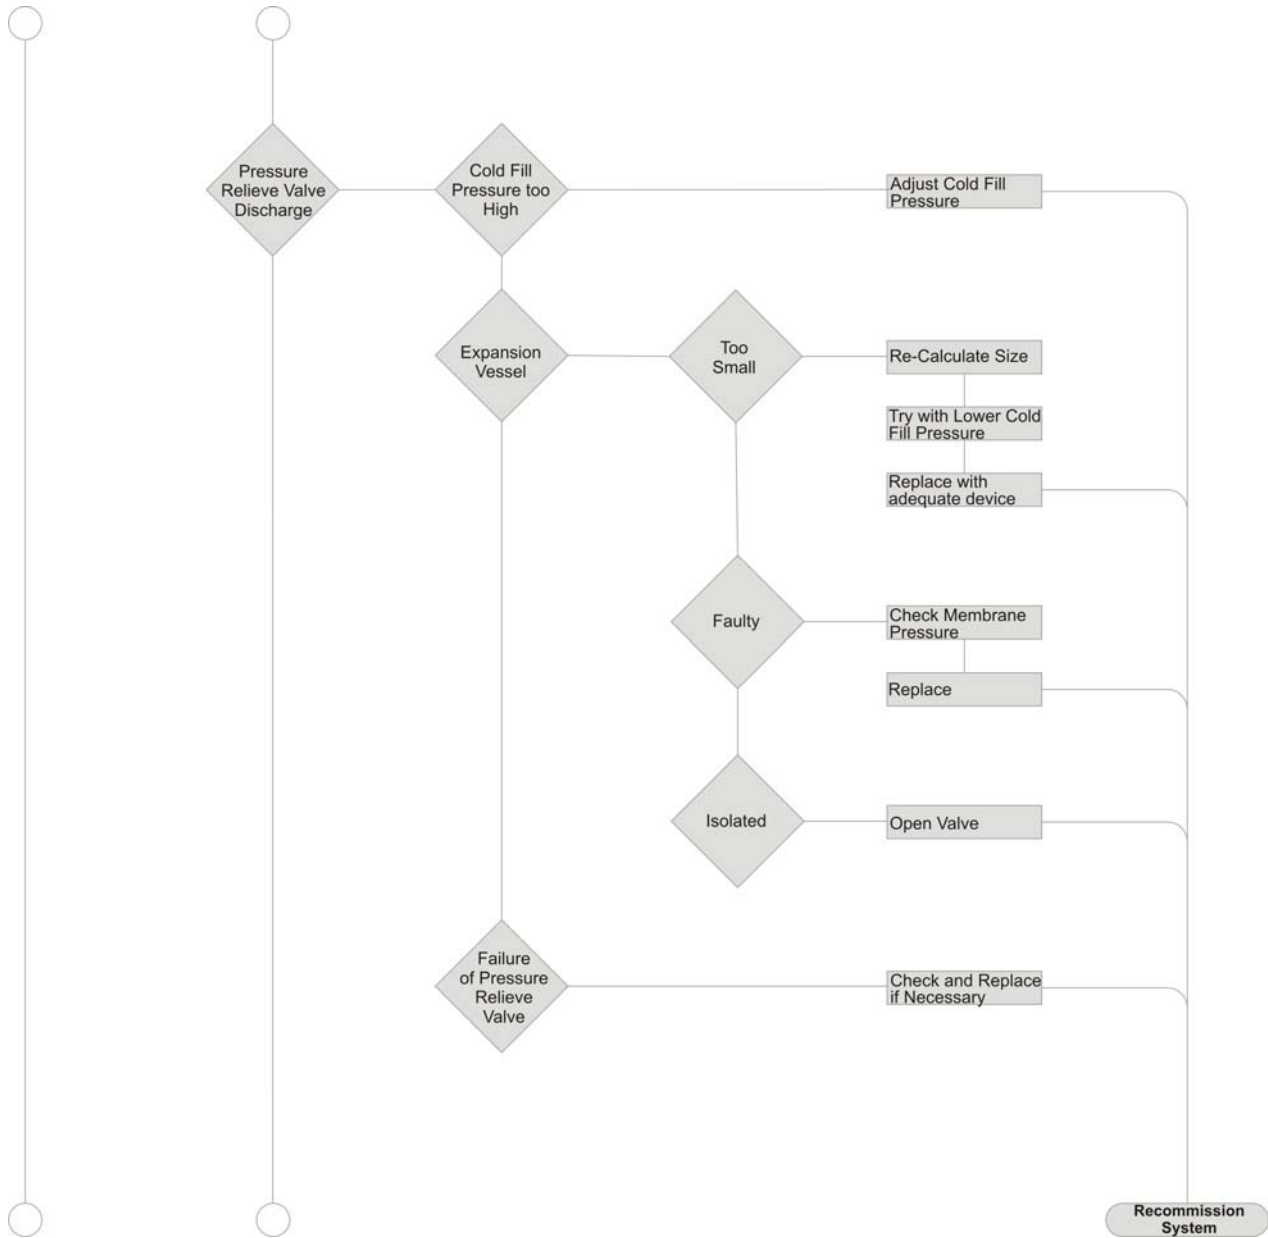 Pressure
Relieve Valve
Discharge
Cold Fill
Pressure too
High
Adjust Cold Fill
Pressure
Expansion
Vessel
Too
Small
Re-Calculate Size
Try with Lower Cold
Fill Pressure
Replace with
adequate device
Faulty
Check Membrane
Pressure
Replace
Isolated
Open Valve
Failure
of Pressure
Relieve
Valve
Check and Replace
if Necessary
Recommission
System